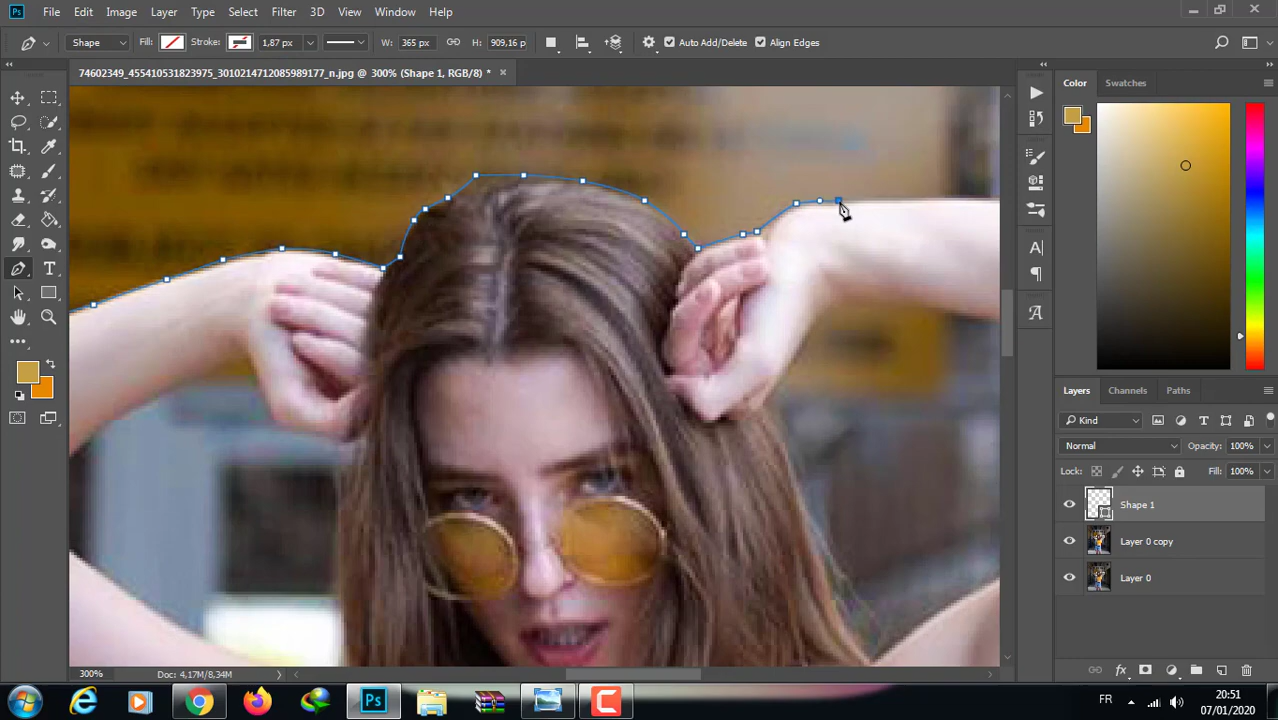 Ps File Edit Image Layer Type Select Filter 3D View Window Help
Shape Fill: Stroke: 1,87 px W: 365 px H: 909,16 p Auto Add/Delete Align Edges
74602349_455410531823975_3010214712085989177_n.jpg @ 300% (Shape 1, RGB/8) *
Color Swatches
Layers Channels Paths
Kind
Normal Opacity: 100%
Lock: Fill: 100%
Shape 1
Layer 0 copy
Layer 0
300% Doc: 4,17M/8,34M
Ps FR 20:51
07/01/2020